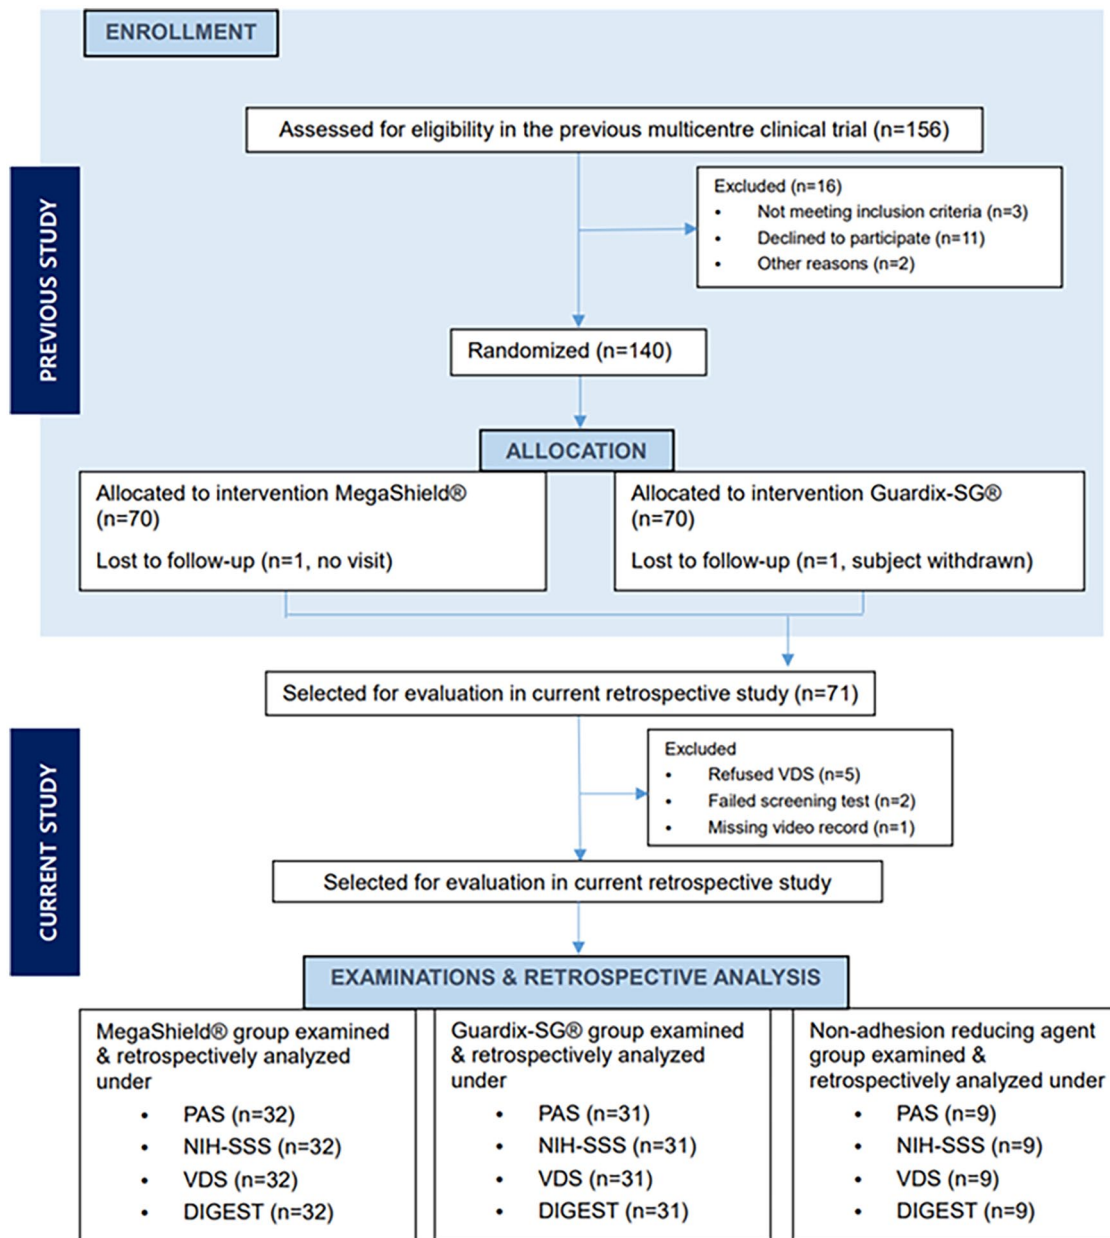 ENROLLMENT
Assessed for eligibility in the previous multicentre clinical trial (n=156)
Excluded (n=16)
• Not meeting inclusion criteria (n=3)
• Declined to participate (n=11)
• Other reasons (n=2)
PREVIOUS STUDY
Randomized (n=140)
ALLOCATION
Allocated to intervention MegaShield®
(n=70)
Lost to follow-up (n=1, no visit)
Allocated to intervention Guardix-SG®
(n=70)
Lost to follow-up (n=1, subject withdrawn)
Selected for evaluation in current retrospective study (n=71)
CURRENT STUDY
Excluded
• Refused VDS (n=5)
• Failed screening test (n=2)
• Missing video record (n=1)
Selected for evaluation in current retrospective study
EXAMINATIONS & RETROSPECTIVE ANALYSIS
MegaShield® group examined
& retrospectively analyzed
under
• PAS (n=32)
• NIH-SSS (n=32)
• VDS (n=32)
• DIGEST (n=32)
Guardix-SG® group examined
& retrospectively analyzed
under
• PAS (n=31)
• NIH-SSS (n=31)
• VDS (n=31)
• DIGEST (n=31)
Non-adhesion reducing agent
group examined &
retrospectively analyzed under
• PAS (n=9)
• NIH-SSS (n=9)
• VDS (n=9)
• DIGEST (n=9)